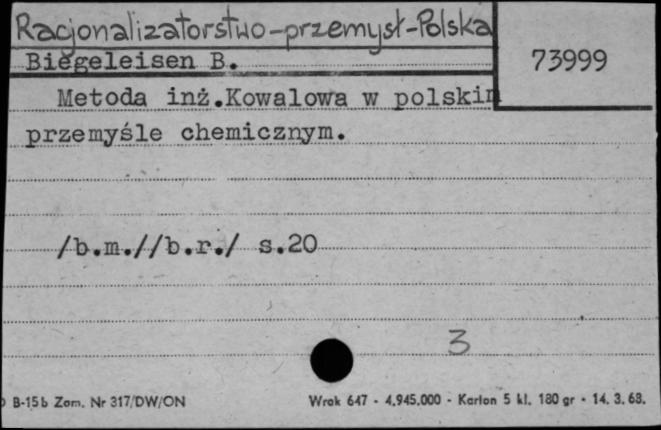 Racjonalizatorstwo-przemysł-Polska
73999
Biegeleisen B.
Metoda inż.Kowalowa w polskim
przemyśle chemicznym.
/b.m.//b.r./ s.20
3
B-15b Zam. Nr 317/DW/ON
Wrok 647 - 4.945.000 - Karton 5 kl. 180 gr - 14. 3. 63.